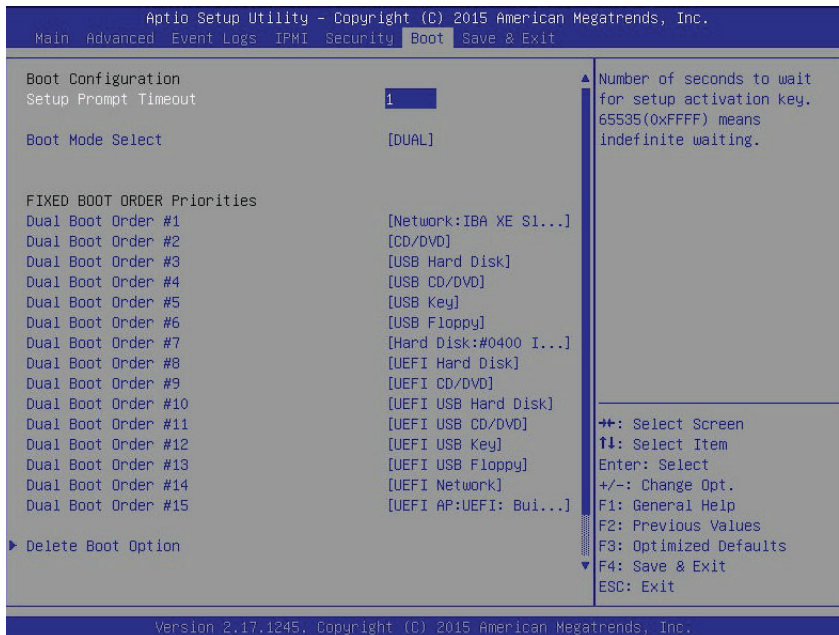 Aptio Setup Utility – Copyright (C) 2015 American Megatrends, Inc.
Main Advanced Event Logs IPMI Security Boot Save & Exit
Boot Configuration
Setup Prompt Timeout 1
Boot Mode Select [DUAL]
FIXED BOOT ORDER Priorities
Dual Boot Order #1 [Network:IBA XE Sl...]
Dual Boot Order #2 [CD/DVD]
Dual Boot Order #3 [USB Hard Disk]
Dual Boot Order #4 [USB CD/DVD]
Dual Boot Order #5 [USB Key]
Dual Boot Order #6 [USB Floppy]
Dual Boot Order #7 [Hard Disk:#0400 I...]
Dual Boot Order #8 [UEFI Hard Disk]
Dual Boot Order #9 [UEFI CD/DVD]
Dual Boot Order #10 [UEFI USB Hard Disk]
Dual Boot Order #11 [UEFI USB CD/DVD]
Dual Boot Order #12 [UEFI USB Key]
Dual Boot Order #13 [UEFI USB Floppy]
Dual Boot Order #14 [UEFI Network]
Dual Boot Order #15 [UEFI AP:UEFI: Bui...]
Delete Boot Option
Number of seconds to wait
for setup activation key.
65535(0xFFFF) means
indefinite waiting.
→←: Select Screen
↑↓: Select Item
Enter: Select
+/-: Change Opt.
F1: General Help
F2: Previous Values
F3: Optimized Defaults
F4: Save & Exit
ESC: Exit
Version 2.17.1245. Copyright (C) 2015 American Megatrends, Inc.